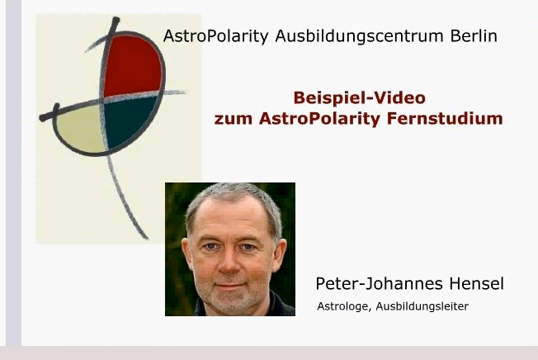 AstroPolarity Ausbildungscentrum Berlin
Beispiel-Video
zum AstroPolarity Fernstudium
Peter-Johannes Hensel
Astrologe, Ausbildungsleiter